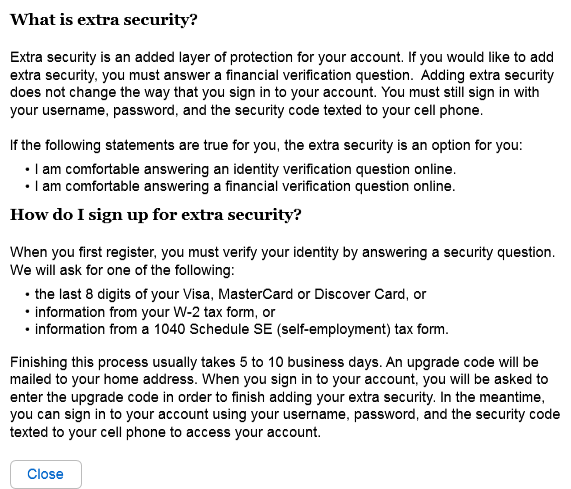 What is extra security?
Extra security is an added layer of protection for your account. If you would like to add
extra security, you must answer a financial verification question.  Adding extra security
does not change the way that you sign in to your account. You must still sign in with
your username, password, and the security code texted to your cell phone.
If the following statements are true for you, the extra security is an option for you:
• I am comfortable answering an identity verification question online.
• I am comfortable answering a financial verification question online.
How do I sign up for extra security?
When you first register, you must verify your identity by answering a security question.
We will ask for one of the following:
• the last 8 digits of your Visa, MasterCard or Discover Card, or
• information from your W-2 tax form, or
• information from a 1040 Schedule SE (self-employment) tax form.
Finishing this process usually takes 5 to 10 business days. An upgrade code will be
mailed to your home address. When you sign in to your account, you will be asked to
enter the upgrade code in order to finish adding your extra security. In the meantime,
you can sign in to your account using your username, password, and the security code
texted to your cell phone to access your account.
Close